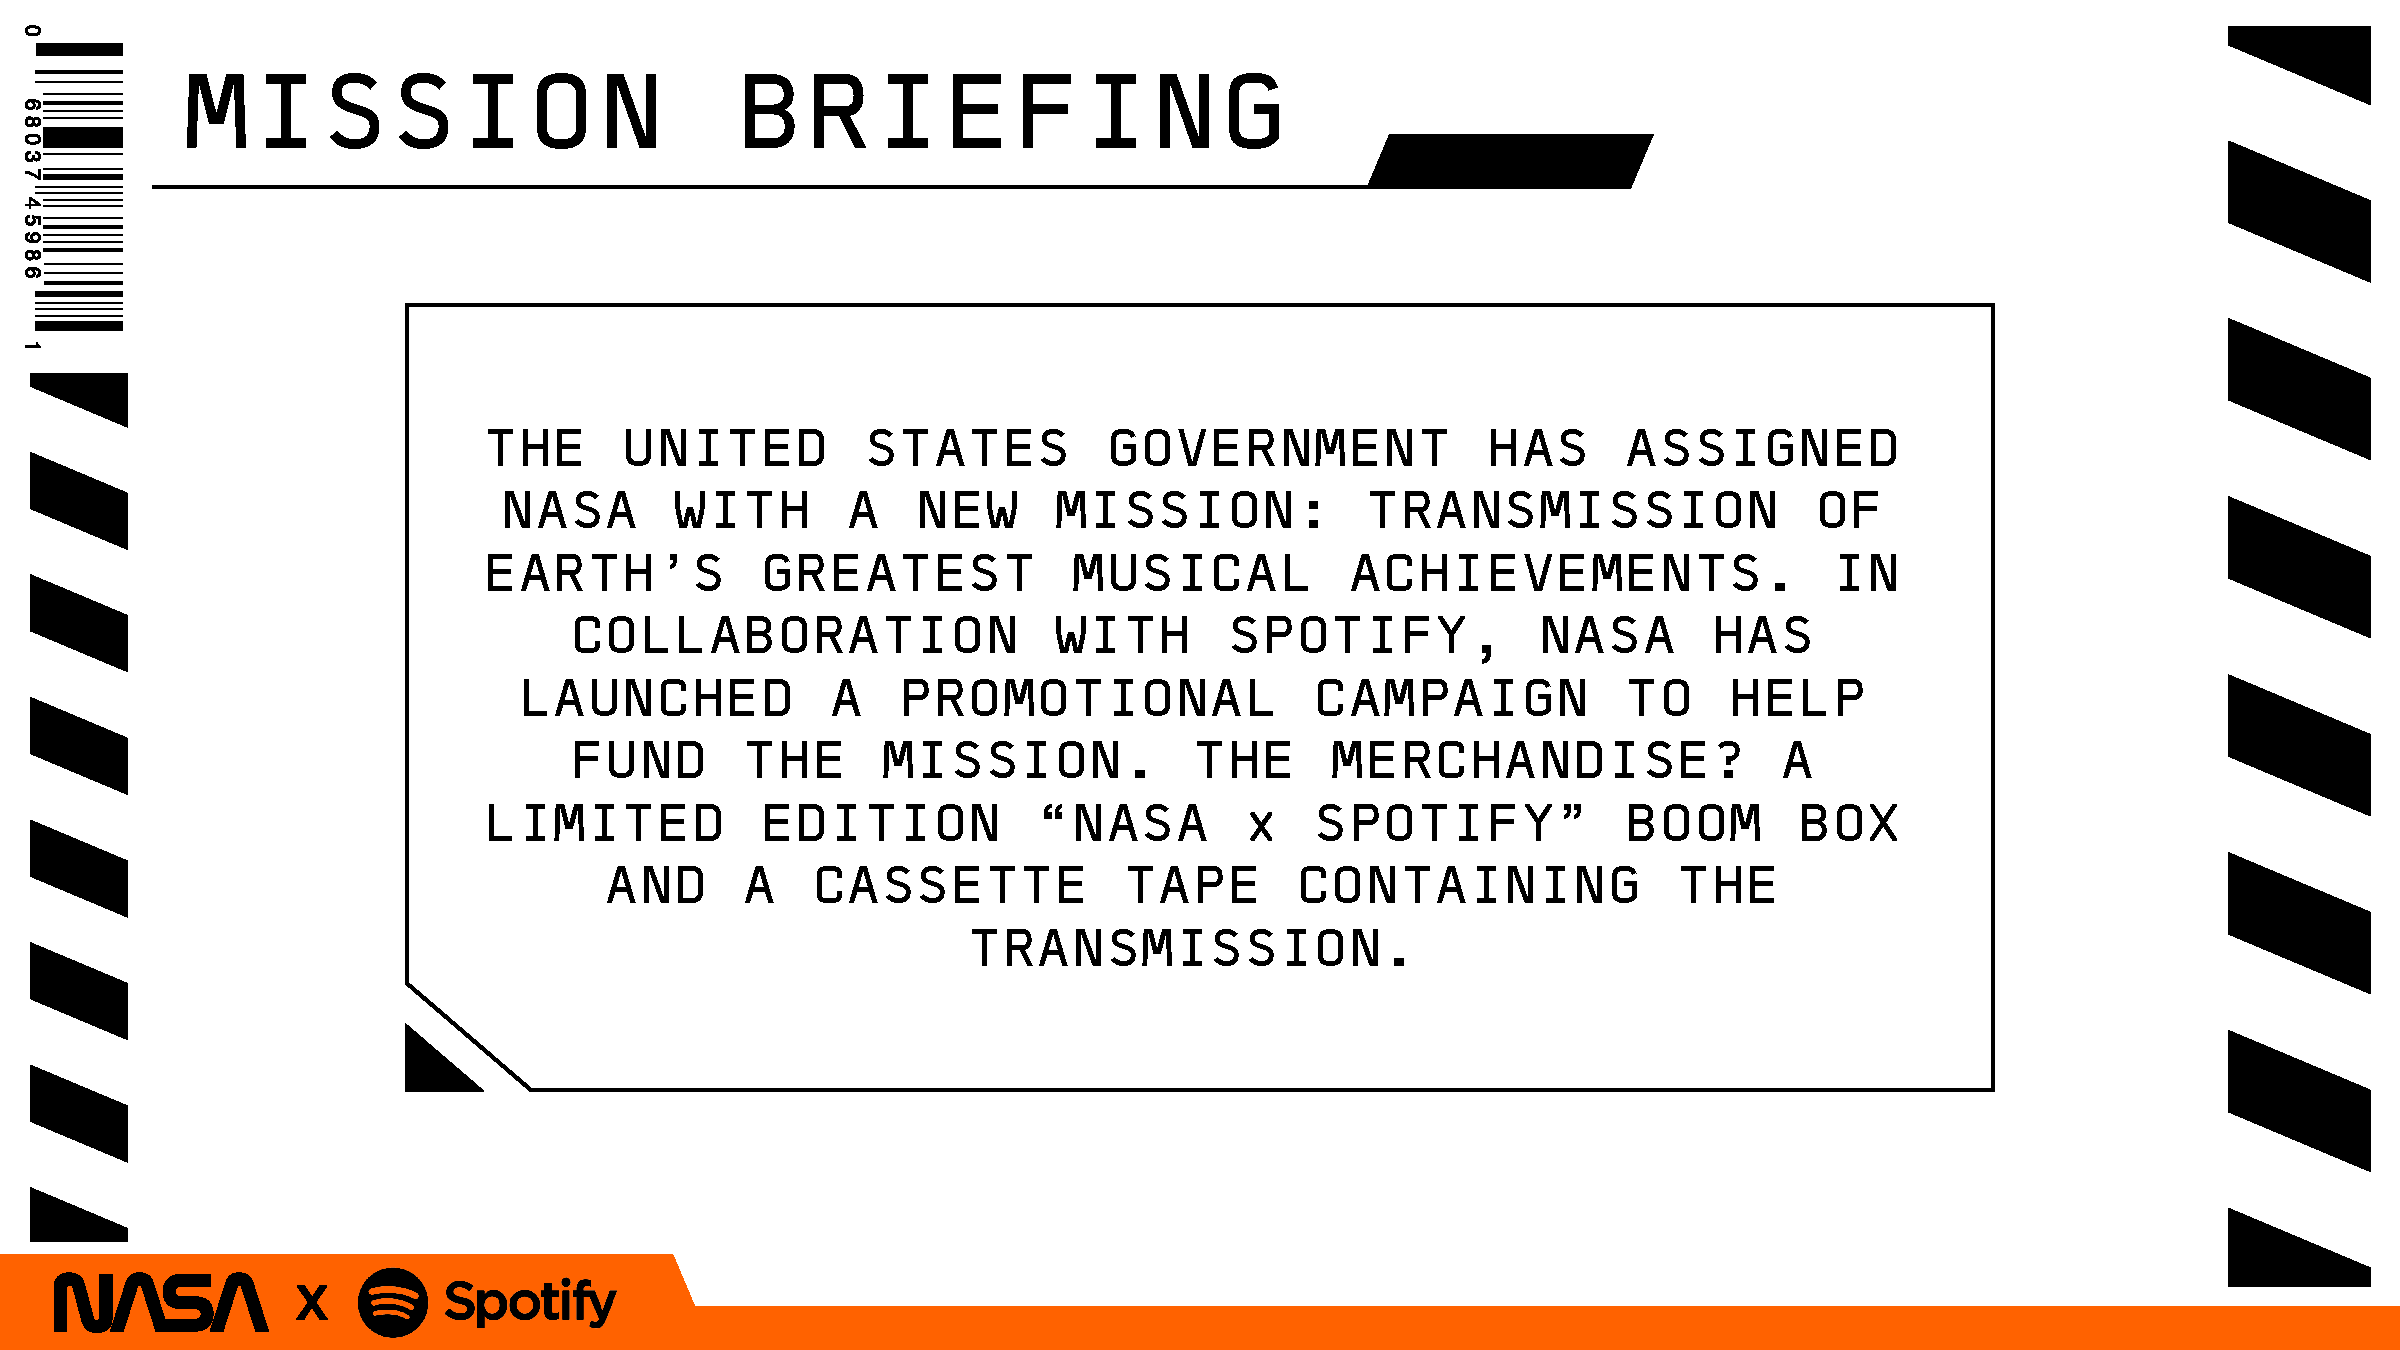 0 68037 45986 1
MISSION BRIEFING
THE UNITED STATES GOVERNMENT HAS ASSIGNED
NASA WITH A NEW MISSION: TRANSMISSION OF
EARTH’S GREATEST MUSICAL ACHIEVEMENTS. IN
COLLABORATION WITH SPOTIFY, NASA HAS
LAUNCHED A PROMOTIONAL CAMPAIGN TO HELP
FUND THE MISSION. THE MERCHANDISE? A
LIMITED EDITION “NASA x SPOTIFY” BOOM BOX
AND A CASSETTE TAPE CONTAINING THE
TRANSMISSION.
NASA X Spotify